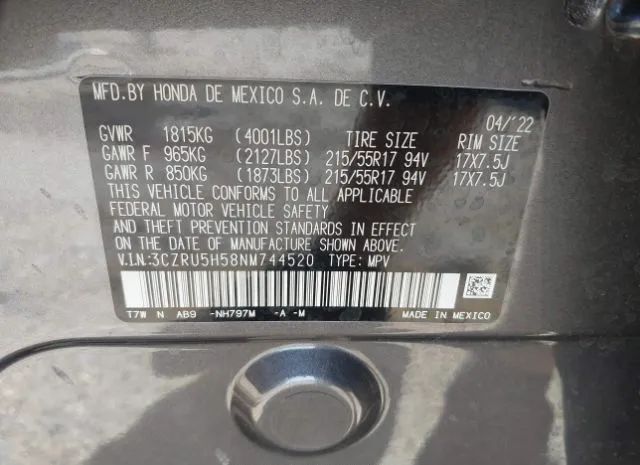 MFD.BY HONDA DE MEXICO S.A. DE C.V.
04/'22
GVWR 1815KG (4001LBS) TIRE SIZE RIM SIZE
GAWR F 965KG (2127LBS) 215/55R17 94V 17X7.5J
GAWR R 850KG (1873LBS) 215/55R17 94V 17X7.5J
THIS VEHICLE CONFORMS TO ALL APPLICABLE
FEDERAL MOTOR VEHICLE SAFETY
AND THEFT PREVENTION STANDARDS IN EFFECT
ON THE DATE OF MANUFACTURE SHOWN ABOVE.
V.I.N.:3CZRU5H58NM744520 TYPE: MPV
T7W N AB9 -NH797M -A -M MADE IN MEXICO